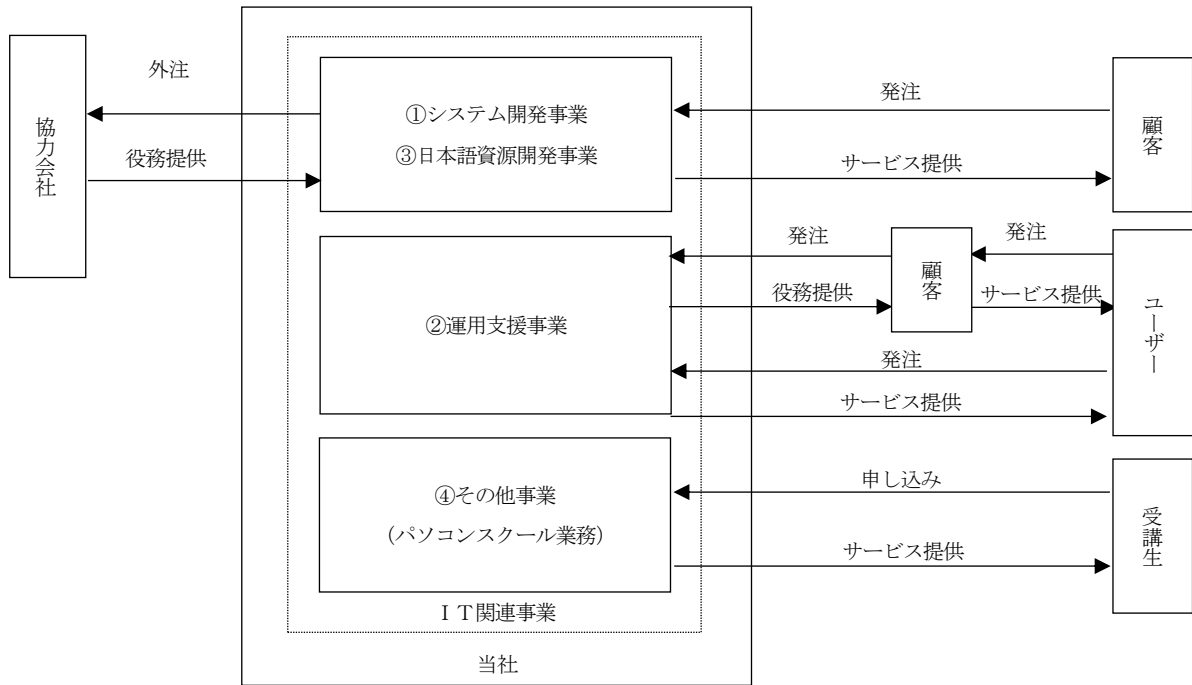 協力会社
外注
役務提供
①システム開発事業
③日本語資源開発事業
発注
サービス提供
顧客
②運用支援事業
発注
役務提供
顧客
発注
サービス提供
発注
サービス提供
ユーザー
④その他事業
(パソコンスクール業務)
申し込み
サービス提供
受講生
ＩＴ関連事業
当社